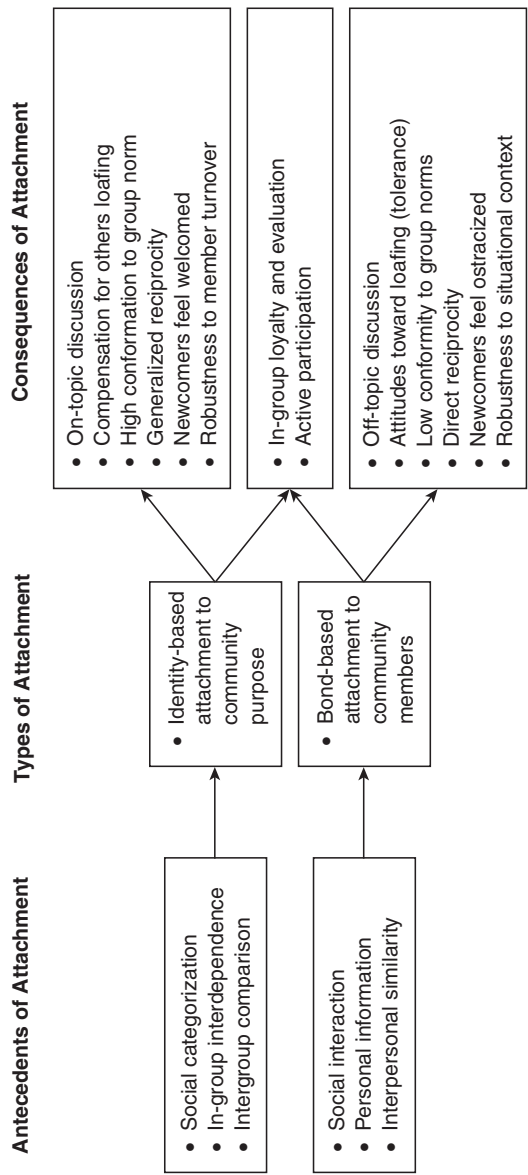 Antecedents of Attachment
• Social categorization
• In-group interdependence
• Intergroup comparison
• Social interaction
• Personal information
• Interpersonal similarity
Types of Attachment
• Identity-based
attachment to
community
purpose
• Bond-based
attachment to
community
members
Consequences of Attachment
• On-topic discussion
• Compensation for others loafing
• High conformation to group norm
• Generalized reciprocity
• Newcomers feel welcomed
• Robustness to member turnover
• In-group loyalty and evaluation
• Active participation
• Off-topic discussion
• Attitudes toward loafing (tolerance)
• Low conformity to group norms
• Direct reciprocity
• Newcomers feel ostracized
• Robustness to situational context